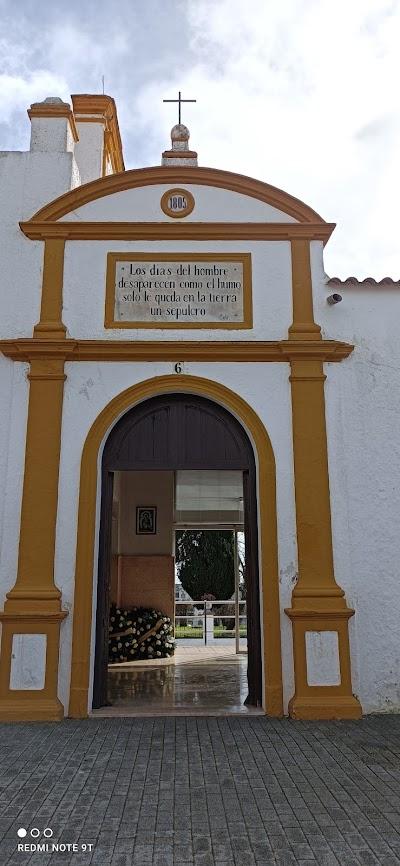 1805
Los dias del hombre
desaparecen como el humo
solo le queda en la tierra
un sepulcro
6
REDMI NOTE 9T